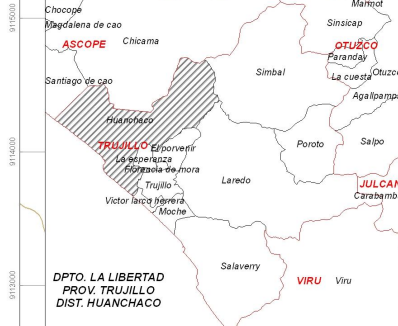 Marmot
Chocope
9115000
Magdalena de cao
Sinsicap
ASCOPE
Chicama
OTUZCO
Paranday
Simbal
La cuesta
Otuzco
Santiago de cao
Agallpampa
Huanchaco
TRUJILLO
El porvenir
Poroto
Salpo
9114000
La esperanza
Florencia de mora
Laredo
Trujillo
JULCAN
Carabamb
Victor larco herrera
Moche
Salaverry
DPTO. LA LIBERTAD
PROV. TRUJILLO
DIST. HUANCHACO
VIRU
Viru
9113000